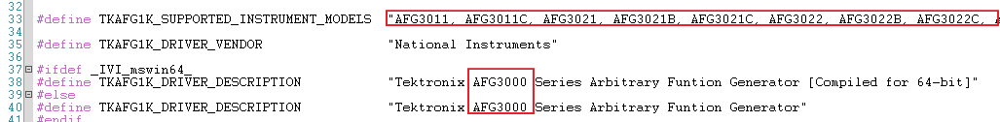 32
33 #define TKAFG1K_SUPPORTED_INSTRUMENT_MODELS "AFG3011, AFG3011C, AFG3021, AFG3021B, AFG3021C, AFG3022, AFG3022B, AFG3022C,
34
35 #define TKAFG1K_DRIVER_VENDOR "National Instruments"
36
37 #ifdef _IVI_mswin64_
38 #define TKAFG1K_DRIVER_DESCRIPTION "Tektronix AFG3000 Series Arbitrary Funtion Generator [Compiled for 64-bit]"
39 #else
40 #define TKAFG1K_DRIVER_DESCRIPTION "Tektronix AFG3000 Series Arbitrary Funtion Generator"
41 #endif